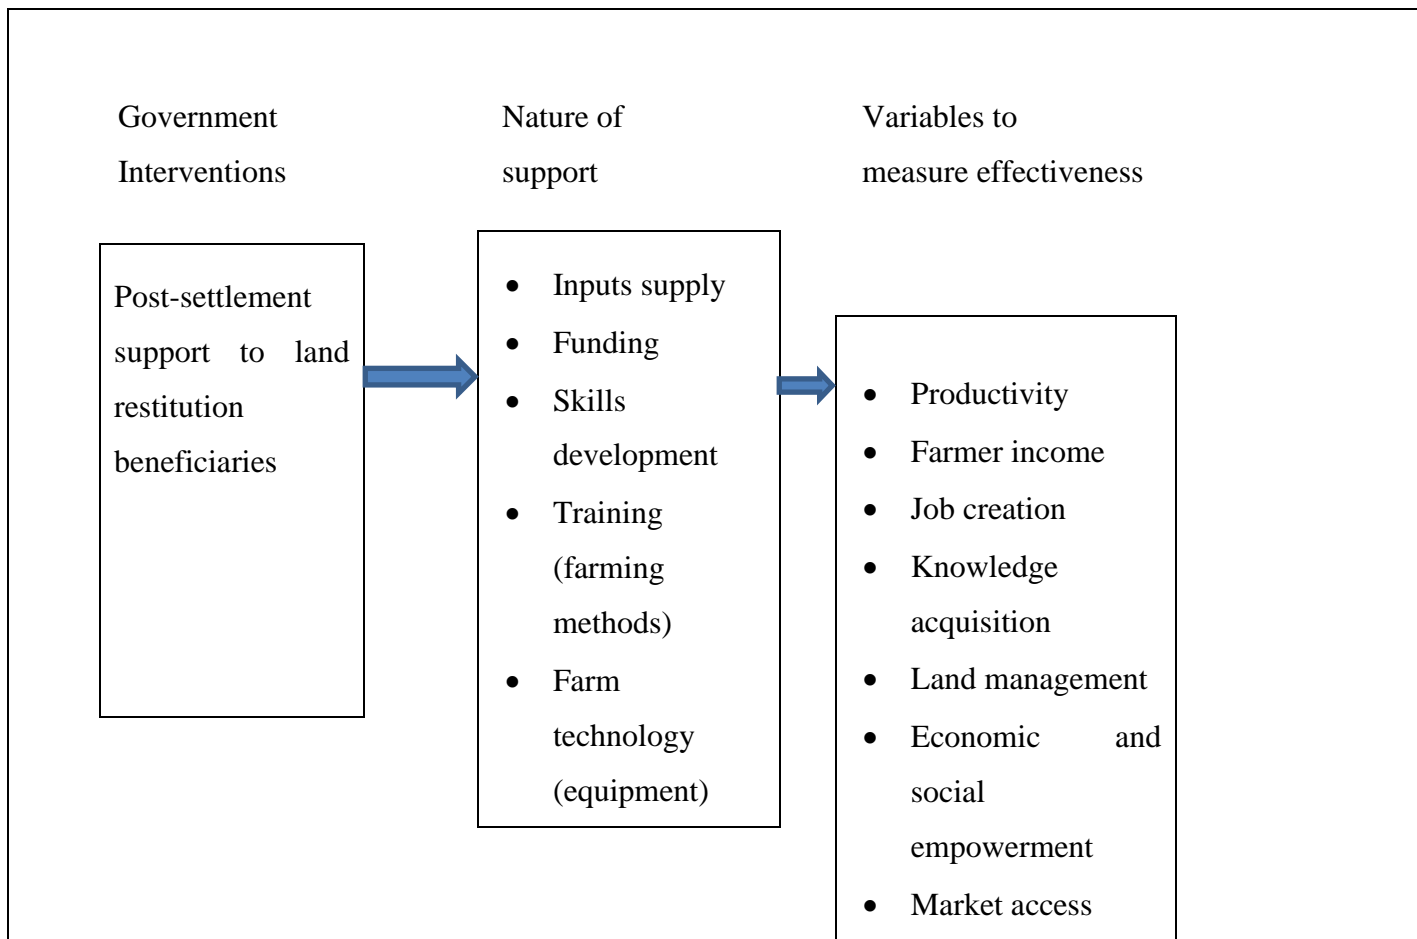 Government
Interventions
Nature of
support
Variables to
measure effectiveness
Post-settlement
support to land
restitution
beneficiaries
• Inputs supply
• Funding
• Skills
development
• Training
(farming
methods)
• Farm
technology
(equipment)
• Productivity
• Farmer income
• Job creation
• Knowledge
acquisition
• Land management
• Economic and
social
empowerment
• Market access